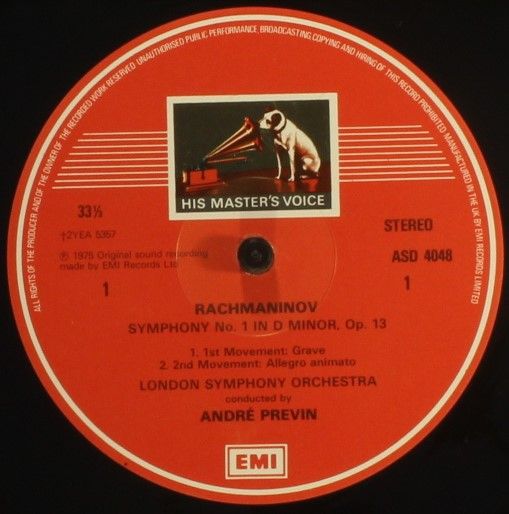 ALL RIGHTS OF THE PRODUCER AND OF THE OWNER OF THE RECORDED WORK RESERVED. UNAUTHORISED PUBLIC PERFORMANCE, BROADCASTING, COPYING AND HIRING OF THIS RECORD PROHIBITED. MANUFACTURED IN THE UK BY EMI RECORDS LIMITED
HIS MASTER'S VOICE
33⅓
STEREO
†2YEA 5357
ASD 4048
℗ 1975 Original sound recording
made by EMI Records Ltd
1
1
RACHMANINOV
SYMPHONY No. 1 IN D MINOR, Op. 13
1. 1st Movement: Grave
2. 2nd Movement: Allegro animato
LONDON SYMPHONY ORCHESTRA
conducted by
ANDRÉ PREVIN
EMI